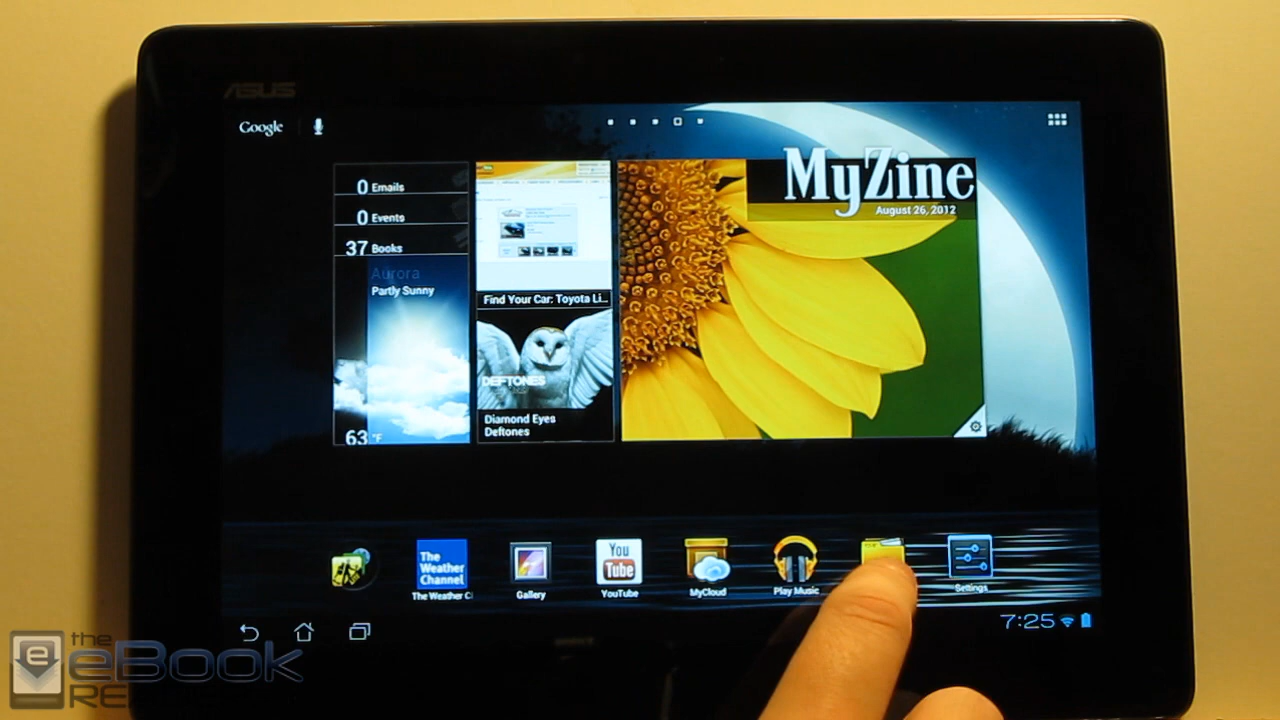 ASUS
Google
MyZine
August 26, 2012
0 Emails
0 Events
37 Books
Aurora
Partly Sunny
63 °F
Find Your Car: Toyota Li...
DEFTONES
Diamond Eyes
Deftones
The
Weather
Channel
The Weather C
Gallery
You
Tube
YouTube
MyCloud
Play Music
Settings
7:25
the
eBook